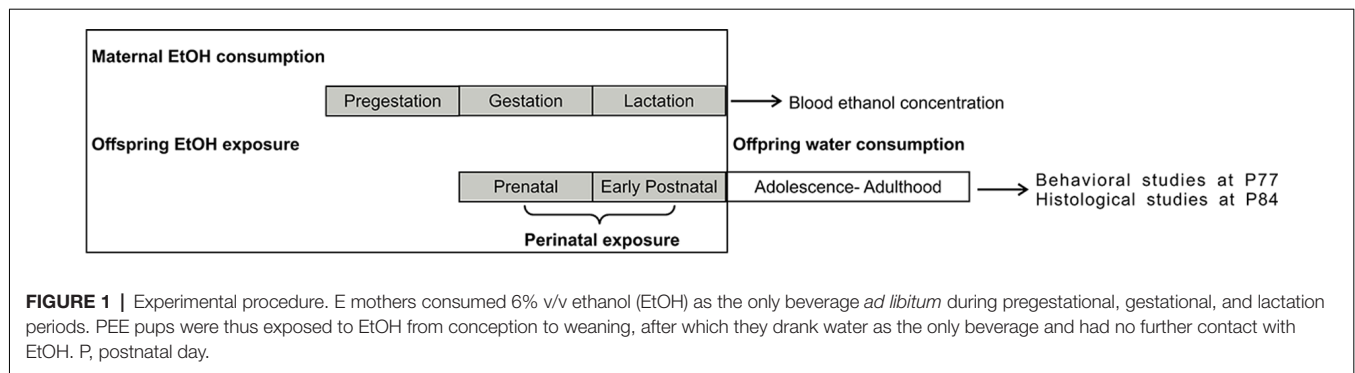 Maternal EtOH consumption
Pregestation Gestation Lactation Blood ethanol concentration
Offspring EtOH exposure Offpring water consumption
Prenatal Early Postnatal Adolescence- Adulthood Behavioral studies at P77
Histological studies at P84
Perinatal exposure
FIGURE 1 | Experimental procedure. E mothers consumed 6% v/v ethanol (EtOH) as the only beverage ad libitum during pregestational, gestational, and lactation
periods. PEE pups were thus exposed to EtOH from conception to weaning, after which they drank water as the only beverage and had no further contact with
EtOH. P, postnatal day.